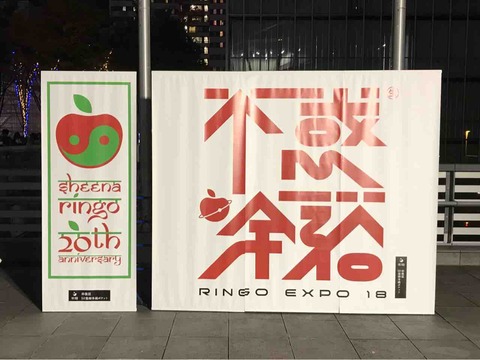 sheena
ringo
20th
anniversary
不惑の
余裕
RINGO EXPO 18